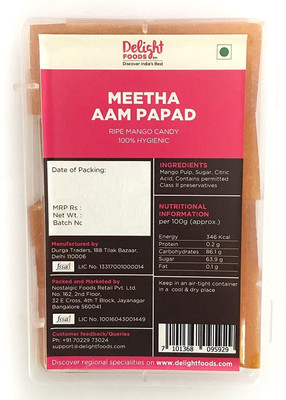 Delight
FOODS
Discover India's Best
MEETHA
AAM PAPAD
RIPE MANGO CANDY
100% HYGIENIC
Date of Packing:
MRP Rs :
Net Wt. :
Batch No
INGREDIENTS
Mango Pulp, Sugar, Citric
Acid, Contains permitted
Class II preservatives
NUTRITIONAL
INFORMATION
per 100g (approx.)
Energy 346 Kcal
Protein 0.2 g
Carbohydrates 86.1 g
Sugar 63.9 g
Fat 0.1 g
Keep in an air-tight container
in a cool & dry place
Manufactured by
Durga Traders, 188 Tilak Bazaar,
Delhi 110006
fssai LIC No. 13317001000014
Packed and Marketed by
Nostalgic Foods Retail Pvt. Ltd.
No. 162, 2nd Floor,
32 E Cross, 4th T Block, Jayanagar
Bangalore 560041
fssai LIC No: 10016043001449
Customer feedback/Queries
Ph: +91 70229 73024
support@delightfoods.com
7 101368 095929
Discover regional specialities on www.delightfoods.com